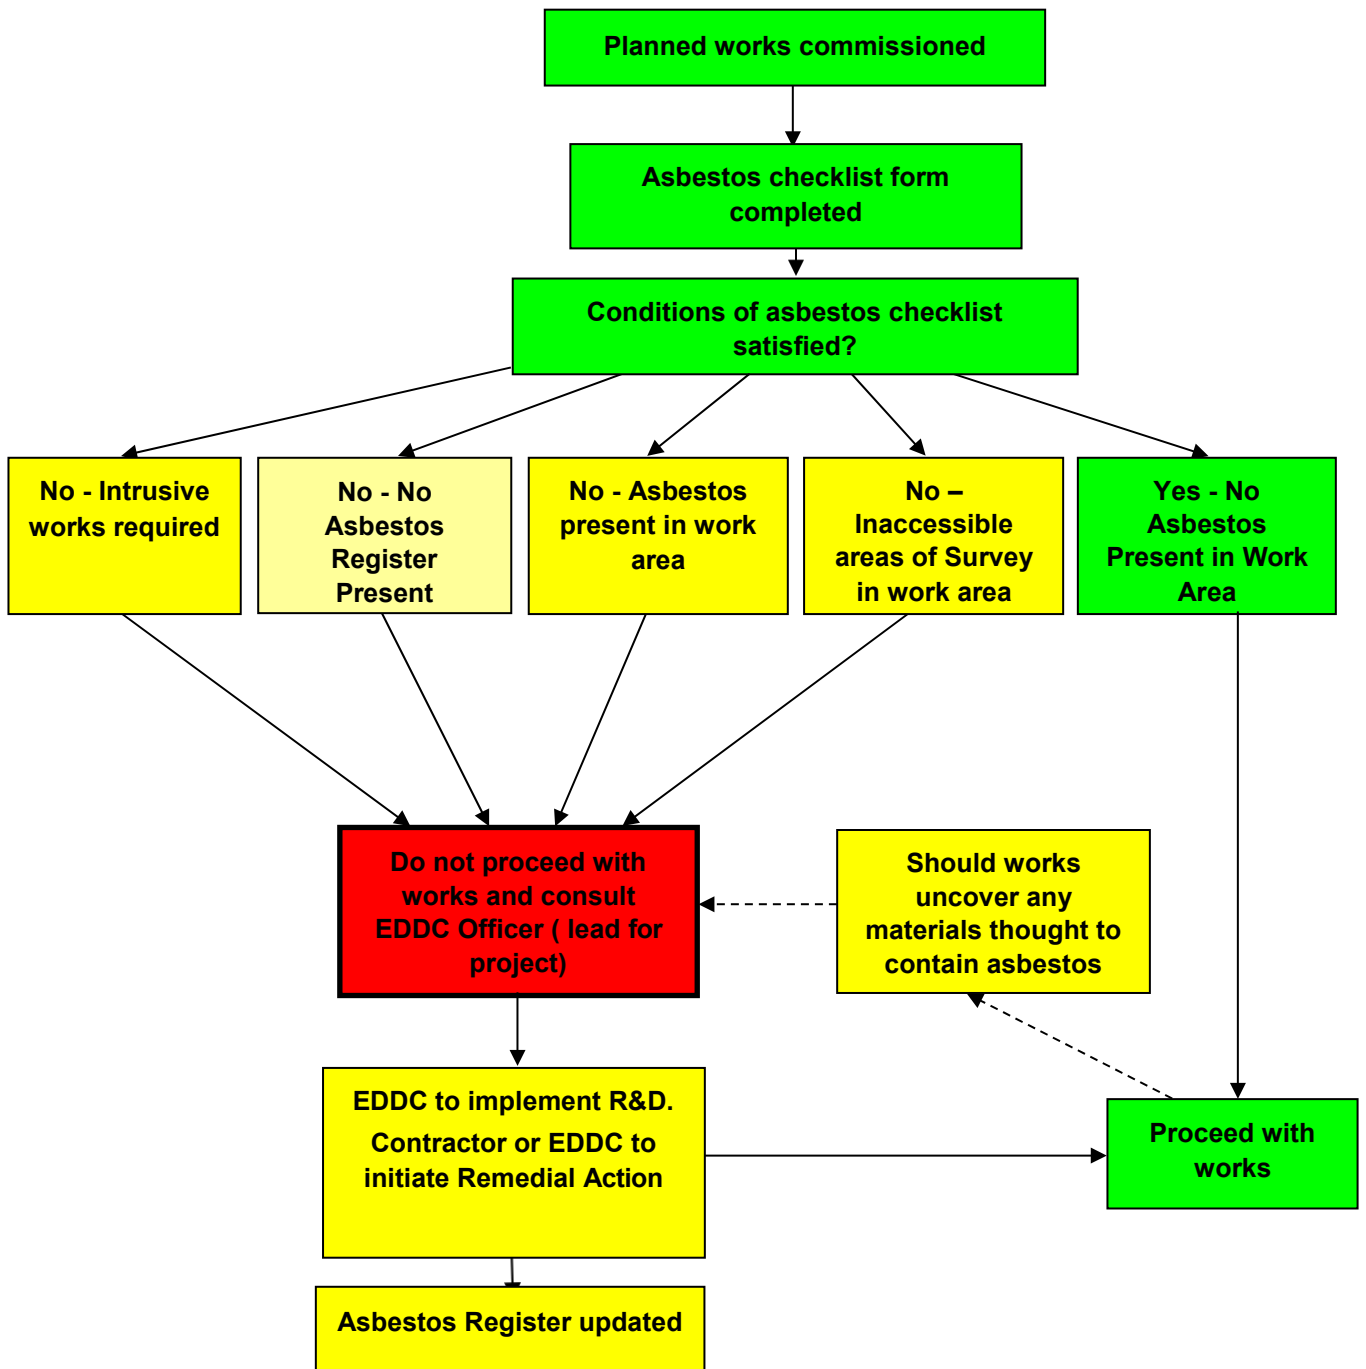 Planned works commissioned
Asbestos checklist form
completed
Conditions of asbestos checklist
satisfied?
No - Intrusive
works required
No - No
Asbestos
Register
Present
No - Asbestos
present in work
area
No –
Inaccessible
areas of Survey
in work area
Yes - No
Asbestos
Present in Work
Area
Do not proceed with
works and consult
EDDC Officer ( lead for
project)
Should works
uncover any
materials thought to
contain asbestos
EDDC to implement R&D.
Contractor or EDDC to
initiate Remedial Action
Proceed with
works
Asbestos Register updated